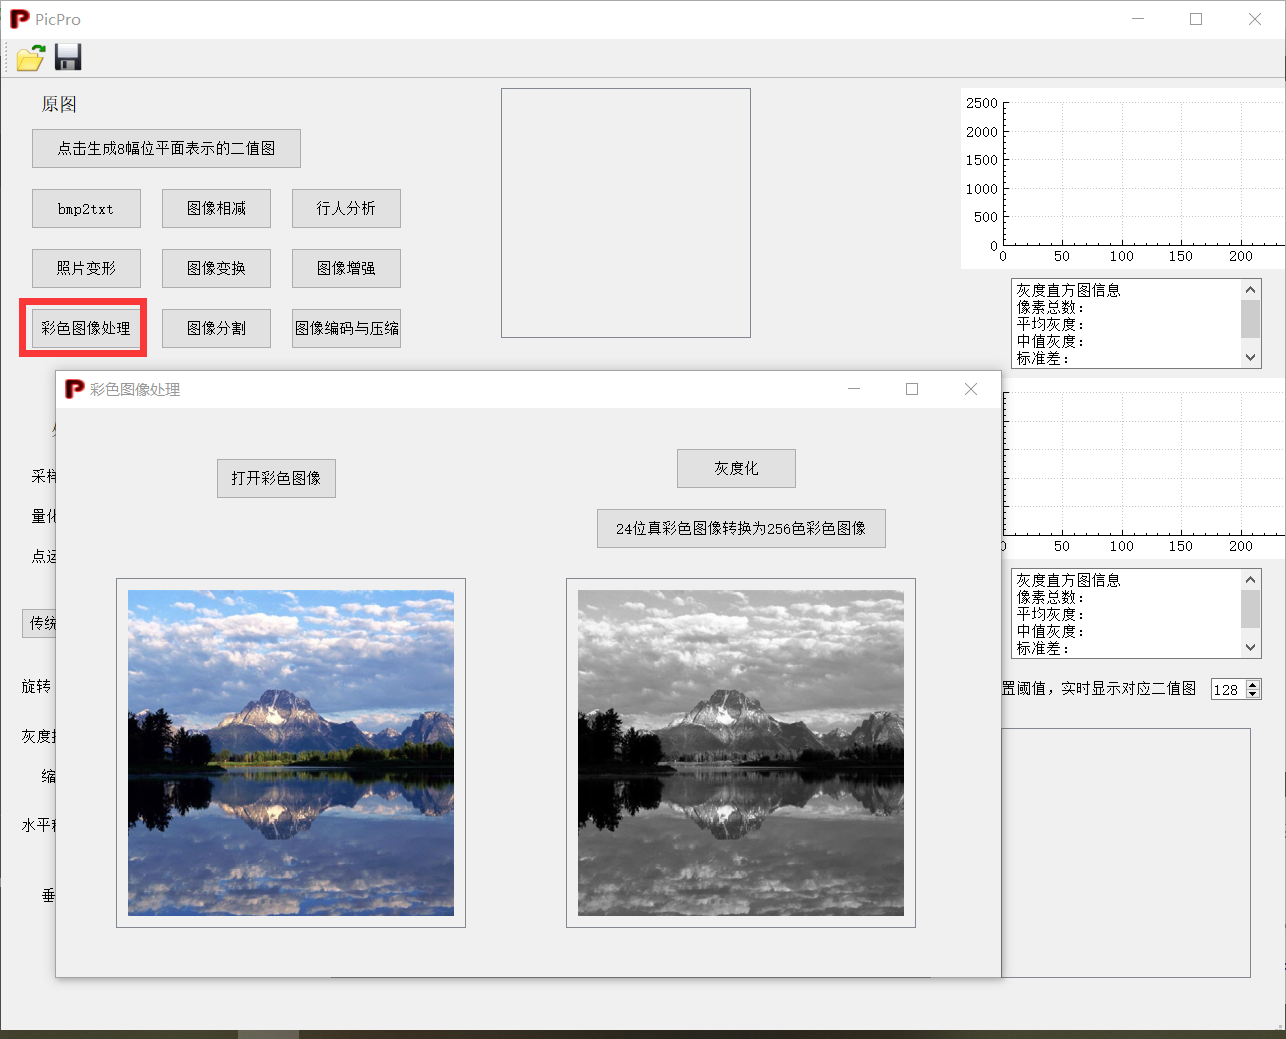 PicPro
原图
点击生成8幅位平面表示的二值图
bmp2txt 图像相减 行人分析
照片变形 图像变换 图像增强
彩色图像处理 图像分割 图像编码与压缩
2500
2000
1500
1000
500
0
0 50 100 150 200
灰度直方图信息
像素总数：
平均灰度：
中值灰度：
标准差：
彩色图像处理
打开彩色图像
灰度化
24位真彩色图像转换为256色彩色图像
采样
量化
点运
传统
旋转
灰度
缩
水平
垂
0 50 100 150 200
灰度直方图信息
像素总数：
平均灰度：
中值灰度：
标准差：
置阈值，实时显示对应二值图 128